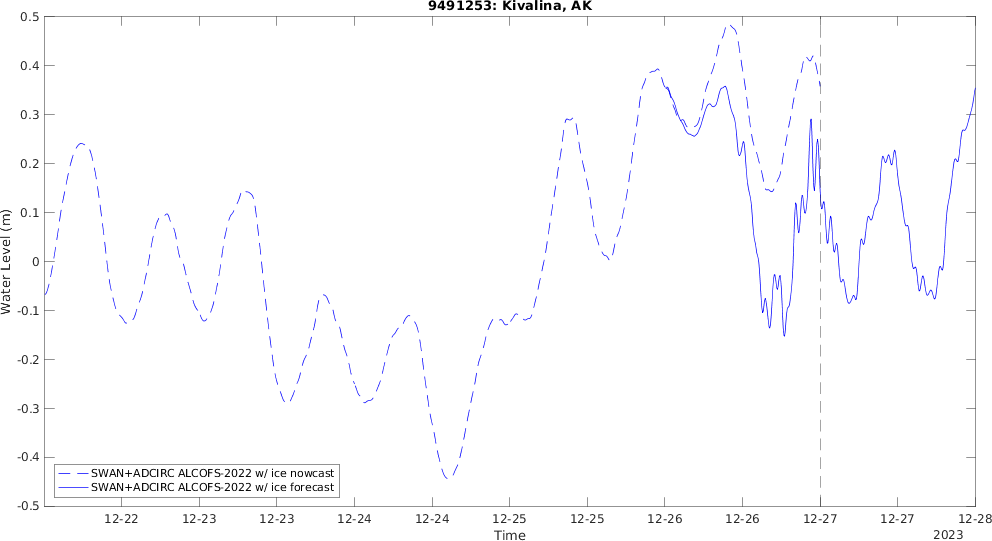 9491253: Kivalina, AK
0.5
0.4
0.3
0.2
0.1
0
-0.1
-0.2
-0.3
-0.4
-0.5
Water Level (m)
SWAN+ADCIRC ALCOFS-2022 w/ ice nowcast
SWAN+ADCIRC ALCOFS-2022 w/ ice forecast
12-22 12-23 12-23 12-24 12-24 12-25 12-25 12-26 12-26 12-27 12-27 12-28
Time
2023